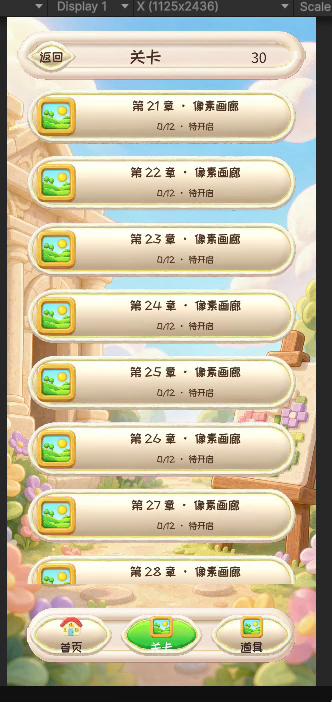 Display 1
X (1125x2436)
Scale
返回
关卡
30
第 21 章 · 像素画廊
0/12 · 待开启
第 22 章 · 像素画廊
0/12 · 待开启
第 23 章 · 像素画廊
0/12 · 待开启
第 24 章 · 像素画廊
0/12 · 待开启
第 25 章 · 像素画廊
0/12 · 待开启
第 26 章 · 像素画廊
0/12 · 待开启
第 27 章 · 像素画廊
0/12 · 待开启
第 28 章 · 像素画廊
首页
关卡
道具